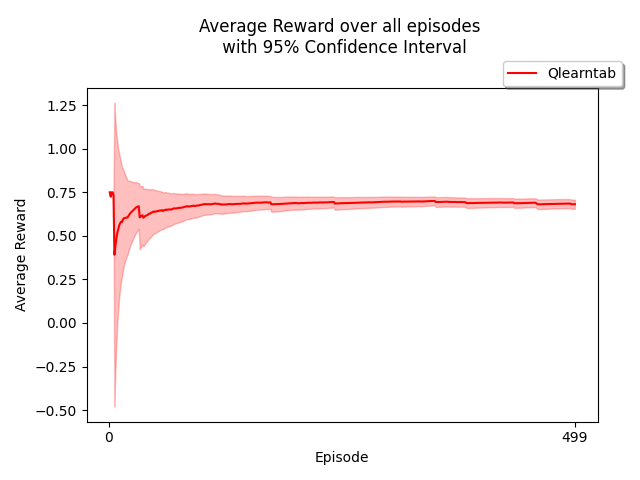 Average Reward over all episodes
with 95% Confidence Interval
Qlearntab
1.25
1.00
0.75
0.50
0.25
0.00
−0.25
−0.50
Average Reward
0
499
Episode